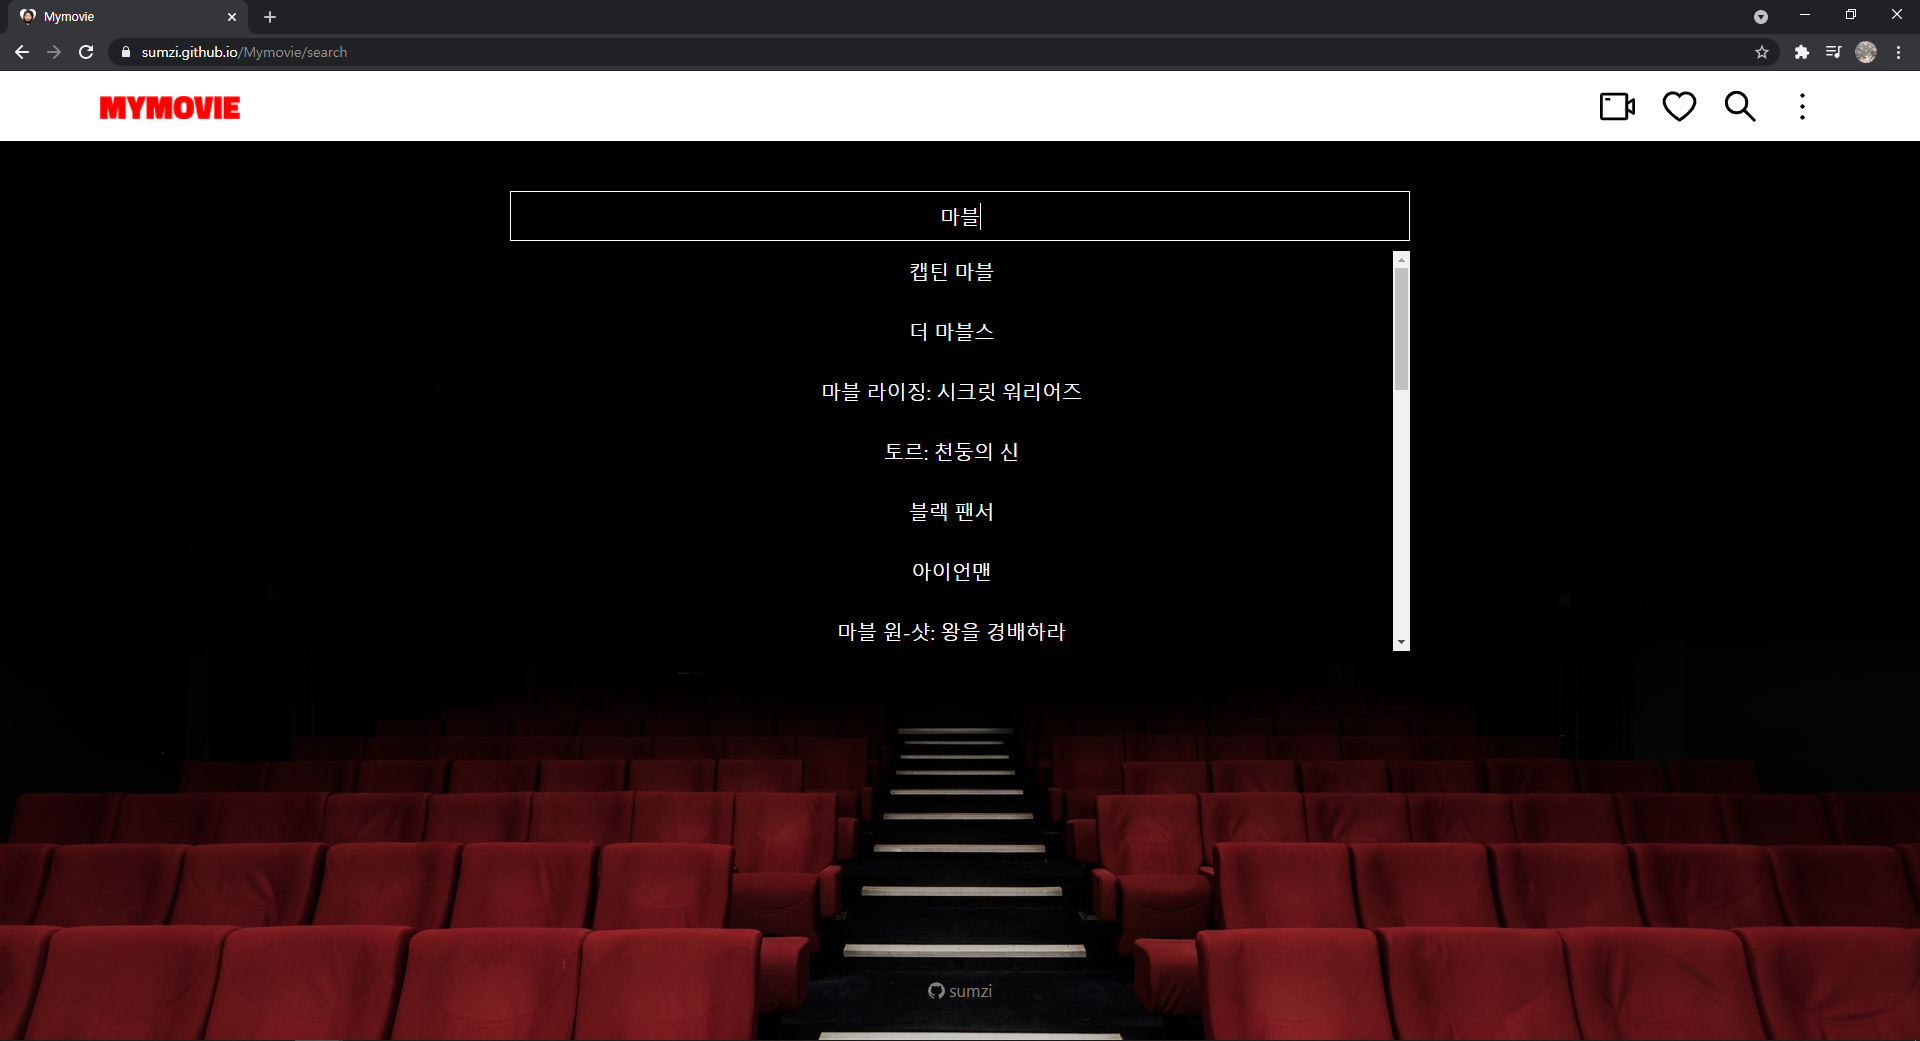 Mymovie
sumzi.github.io/Mymovie/search
MYMOVIE
마블
캡틴 마블
더 마블스
마블 라이징: 시크릿 워리어즈
토르: 천둥의 신
블랙 팬서
아이언맨
마블 원-샷: 왕을 경배하라
sumzi